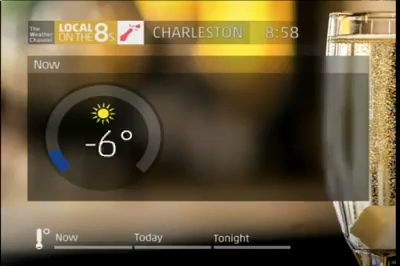 The
Weather
Channel
LOCAL
ON THE 8s
CHARLESTON 8:58
Now
-6°
Now Today Tonight